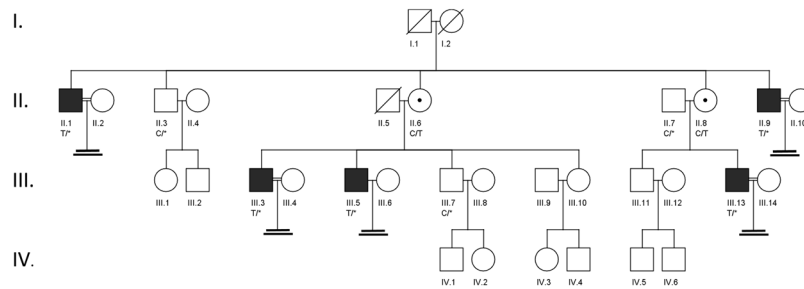 I.
I.1 I.2
II.
II.1 II.2 II.3 II.4 II.5 II.6 II.7 II.8 II.9 II.10
T/* C/* C/T C/* C/T T/*
III.
III.1 III.2 III.3 III.4 III.5 III.6 III.7 III.8 III.9 III.10 III.11 III.12 III.13 III.14
T/* T/* C/* T/*
IV.
IV.1 IV.2 IV.3 IV.4 IV.5 IV.6